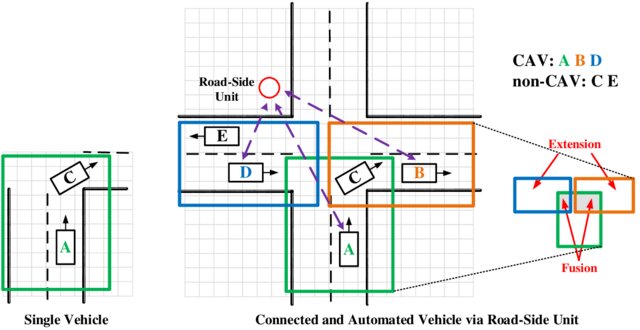 CAV: A B D
non-CAV: C E
Road-Side
Unit
E
D
C
B
A
C
A
Extension
Fusion
Single Vehicle
Connected and Automated Vehicle via Road-Side Unit